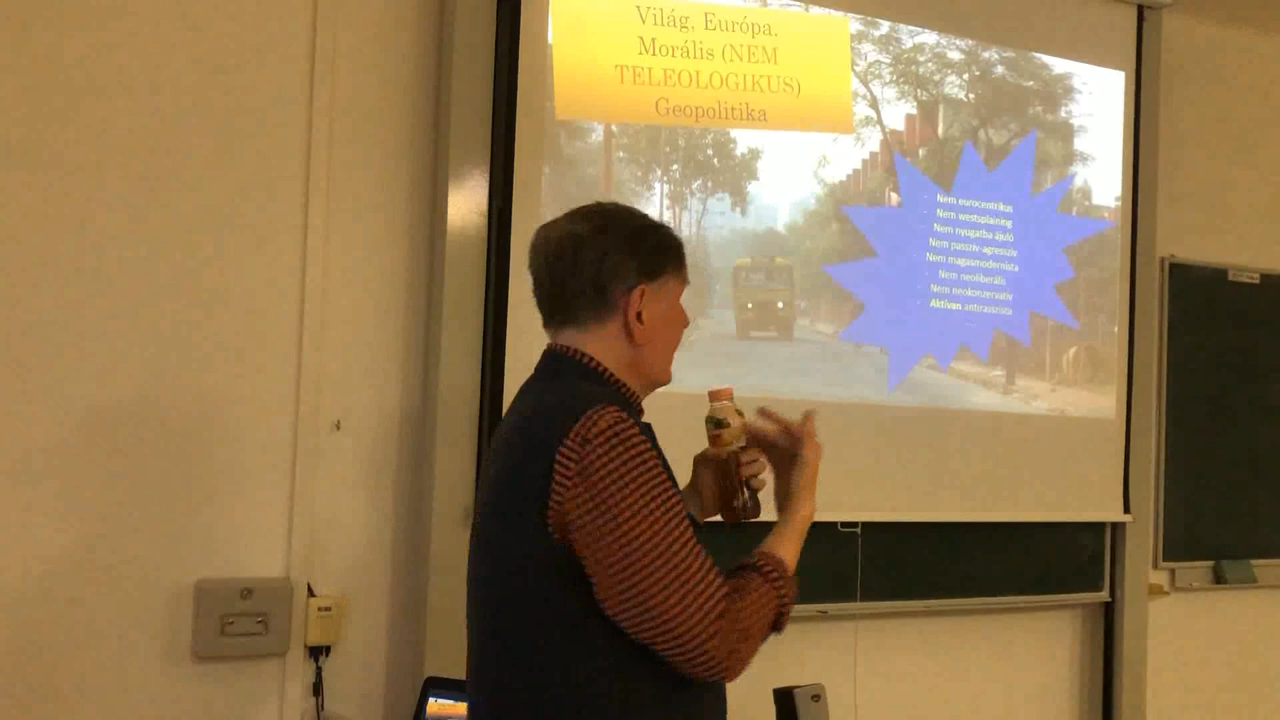 Világ, Európa.
Morális (NEM
TELEOLOGIKUS)
Geopolitika
Nem eurocentrikus
Nem westsplaining
Nem nyugatba ájuló
Nem passzív-agresszív
Nem magasmodernista
Nem neoliberális
Nem neokonzervatív
Aktívan antirasszista